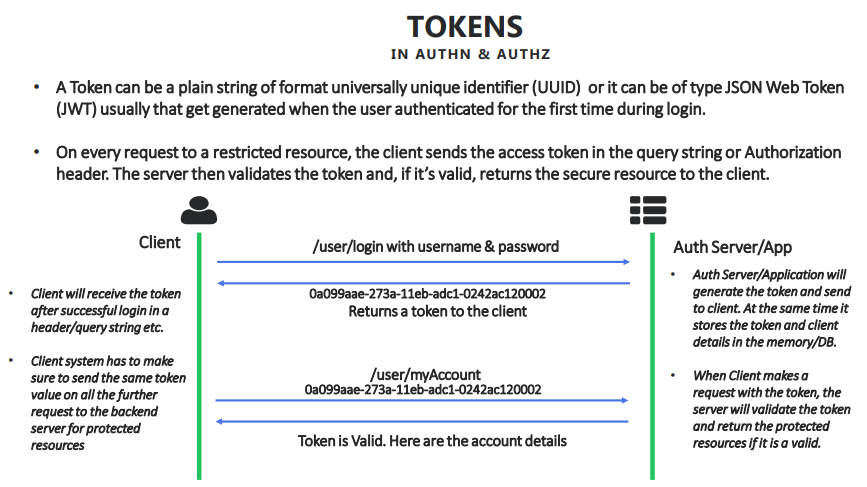 TOKENS
IN AUTHN & AUTHZ
• A Token can be a plain string of format universally unique identifier (UUID) or it can be of type JSON Web Token
(JWT) usually that get generated when the user authenticated for the first time during login.
• On every request to a restricted resource, the client sends the access token in the query string or Authorization
header. The server then validates the token and, if it's valid, returns the secure resource to the client.
Client
• Client will receive the token
after successful login in a
header/query string etc.
• Client system has to make
sure to send the same token
value on all the further
request to the backend
server for protected
resources
/user/login with username & password
0a099aae-273a-11eb-adc1-0242ac120002
Returns a token to the client
/user/myAccount
0a099aae-273a-11eb-adc1-0242ac120002
Token is Valid. Here are the account details
Auth Server/App
• Auth Server/Application will
generate the token and send
to client. At the same time it
stores the token and client
details in the memory/DB.
• When Client makes a
request with the token, the
server will validate the token
and return the protected
resources if it is a valid.